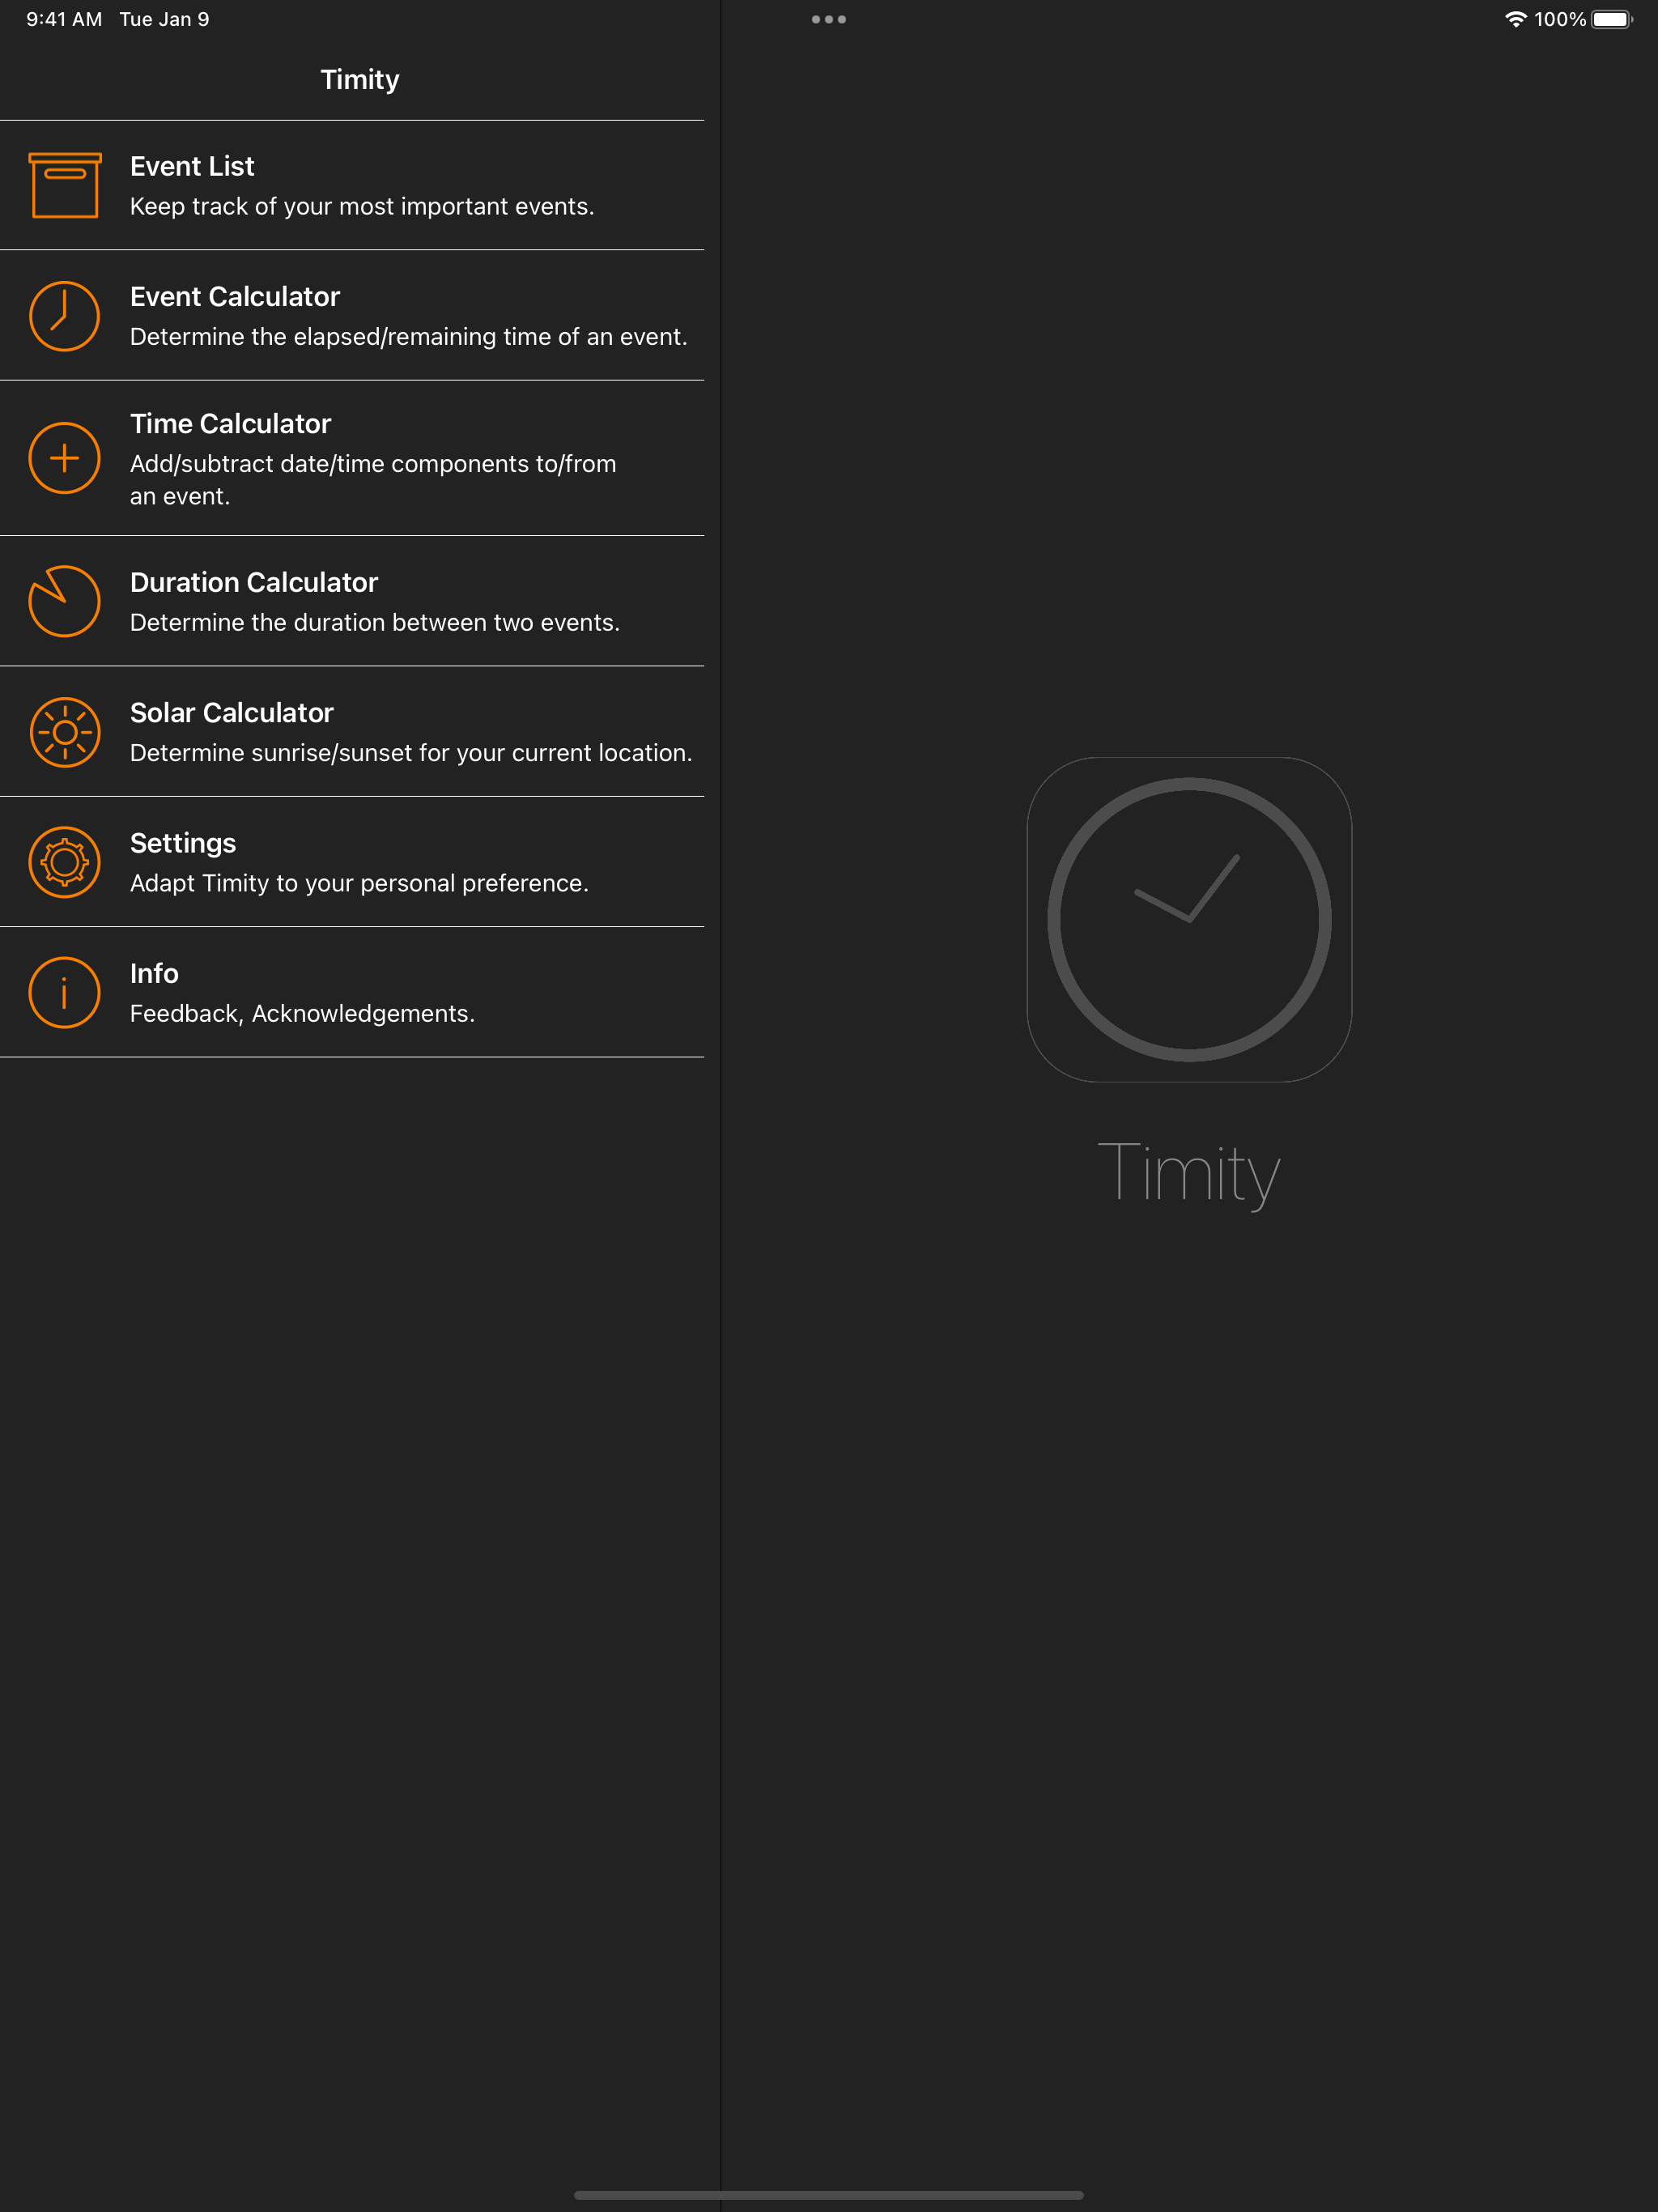 9:41 AM Tue Jan 9
100%
Timity
Event List
Keep track of your most important events.
Event Calculator
Determine the elapsed/remaining time of an event.
Time Calculator
Add/subtract date/time components to/from
an event.
Duration Calculator
Determine the duration between two events.
Solar Calculator
Determine sunrise/sunset for your current location.
Settings
Adapt Timity to your personal preference.
Info
Feedback, Acknowledgements.
Timity